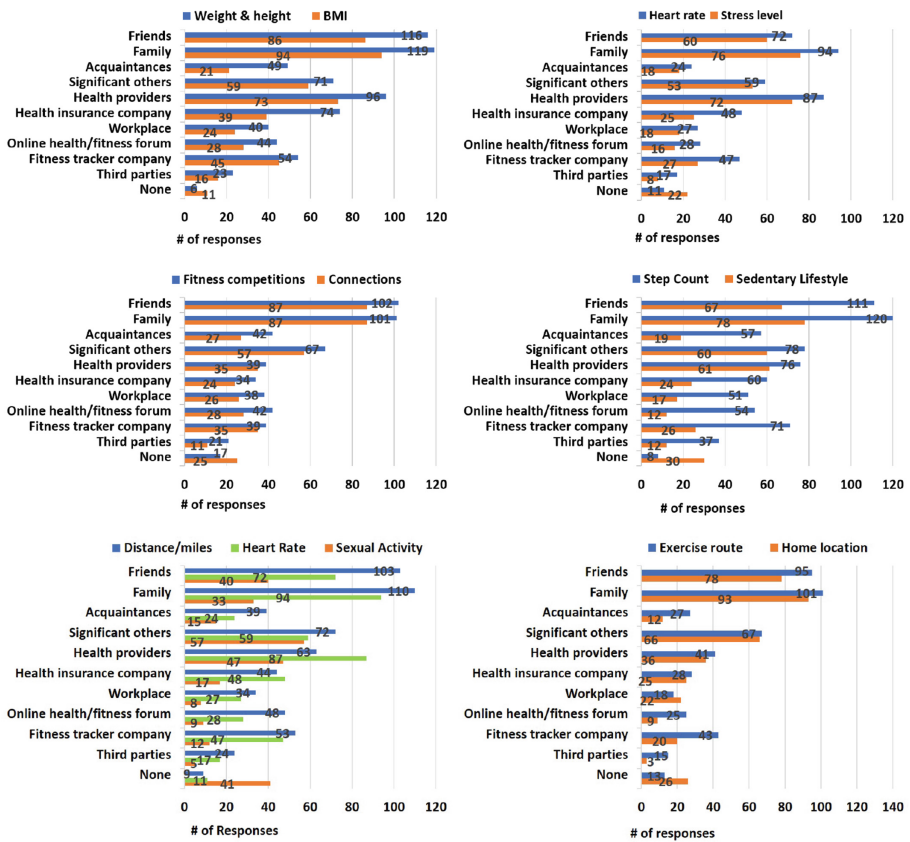 Weight & height BMI
Friends 116 86
Family 119 94
Acquaintances 49 21
Significant others 71 59
Health providers 96 73
Health insurance company 74 39
Workplace 40 24
Online health/fitness forum 44 28
Fitness tracker company 54 45
Third parties 23 16
None 6 11
0 20 40 60 80 100 120
# of responses
Heart rate Stress level
Friends 72 60
Family 94 76
Acquaintances 24 18
Significant others 59 53
Health providers 87 72
Health insurance company 48 25
Workplace 27 18
Online health/fitness forum 28 16
Fitness tracker company 47 27
Third parties 17 8
None 11 22
0 20 40 60 80 100 120
# of responses
Fitness competitions Connections
Friends 102 87
Family 101 87
Acquaintances 42 27
Significant others 67 57
Health providers 39 35
Health insurance company 34 24
Workplace 38 26
Online health/fitness forum 42 28
Fitness tracker company 39 35
Third parties 21 11
None 17 25
0 20 40 60 80 100 120
# of responses
Step Count Sedentary Lifestyle
Friends 111 67
Family 120 78
Acquaintances 57 19
Significant others 78 60
Health providers 76 61
Health insurance company 60 24
Workplace 51 17
Online health/fitness forum 54 12
Fitness tracker company 71 26
Third parties 37 12
None 8 30
0 20 40 60 80 100 120
# of responses
Distance/miles Heart Rate Sexual Activity
Friends 103 72 40
Family 110 94 33
Acquaintances 39 24 15
Significant others 72 59 57
Health providers 63 87 47
Health insurance company 44 48 17
Workplace 34 27 8
Online health/fitness forum 48 28 9
Fitness tracker company 53 47 12
Third parties 24 17 5
None 9 11 41
0 20 40 60 80 100 120
# of Responses
Exercise route Home location
Friends 95 78
Family 101 93
Acquaintances 27 12
Significant others 67 66
Health providers 41 36
Health insurance company 28 25
Workplace 18 22
Online health/fitness forum 25 9
Fitness tracker company 43 20
Third parties 15 3
None 13 26
0 20 40 60 80 100 120
# of responses